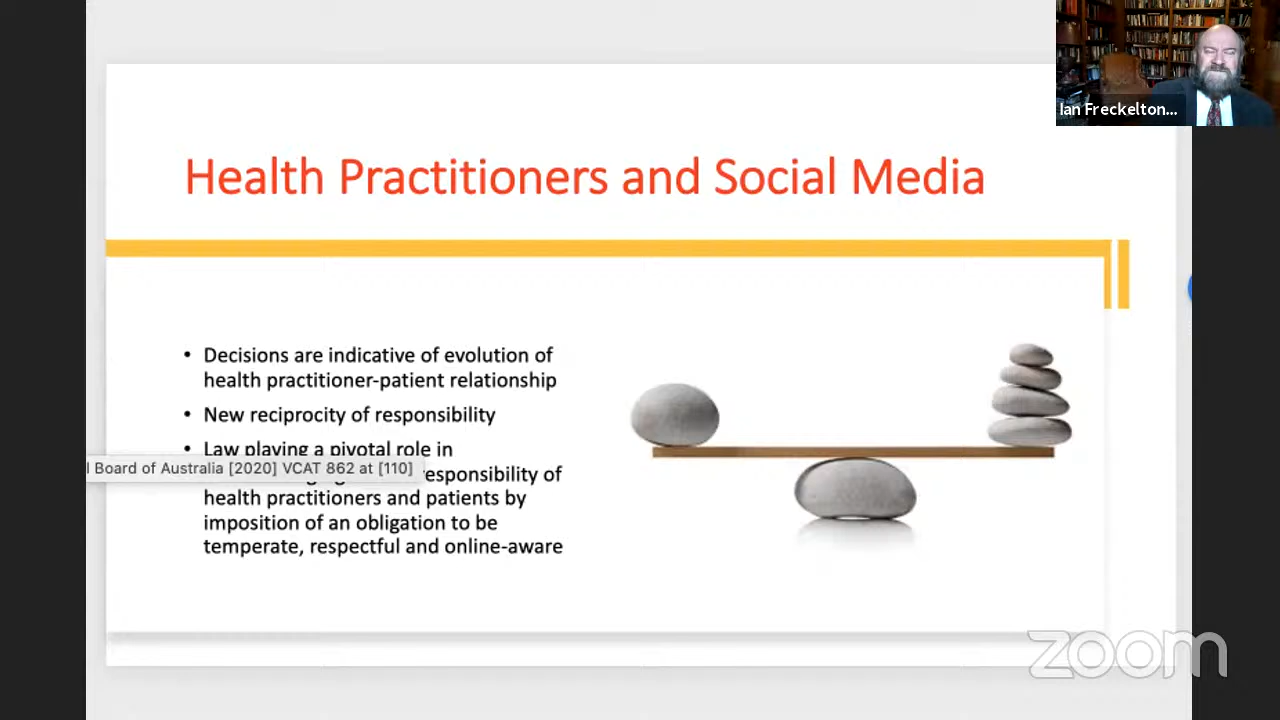 Ian Freckelton...
Health Practitioners and Social Media
• Decisions are indicative of evolution of
health practitioner-patient relationship
• New reciprocity of responsibility
• Law playing a pivotal role in
l Board of Australia [2020] VCAT 862 at [110]
responsibility of
health practitioners and patients by
imposition of an obligation to be
temperate, respectful and online-aware
zoom